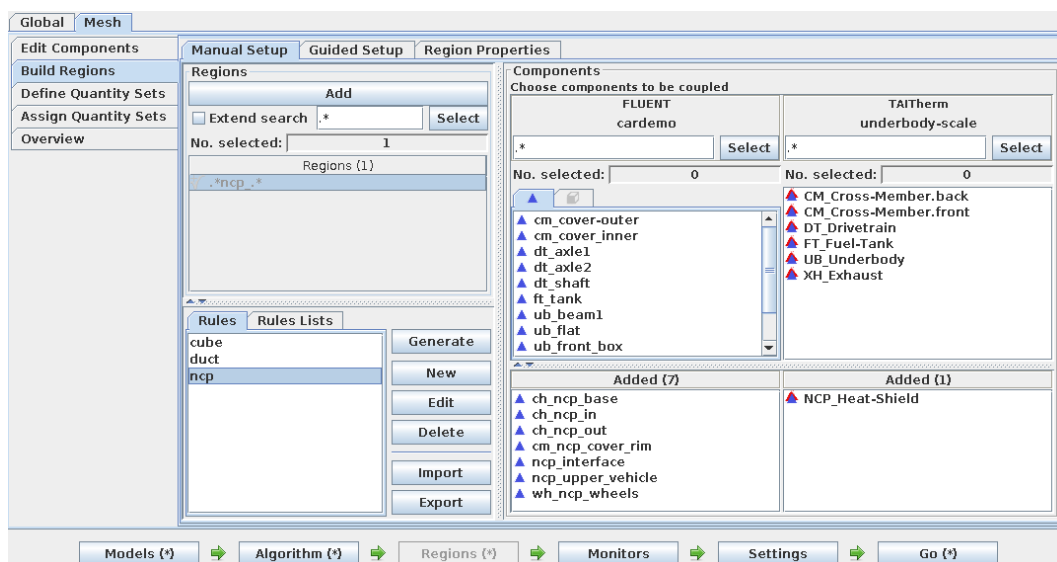 Global Mesh
Edit Components
Build Regions
Define Quantity Sets
Assign Quantity Sets
Overview
Manual Setup Guided Setup Region Properties
Regions
Add
Extend search .* Select
No. selected: 1
Regions (1)
.*ncp_.*
Rules Rules Lists
cube
duct
ncp
Generate
New
Edit
Delete
Import
Export
Components
Choose components to be coupled
FLUENT
cardemo
.* Select
No. selected: 0
cm_cover-outer
cm_cover_inner
dt_axle1
dt_axle2
dt_shaft
ft_tank
ub_beam1
ub_flat
ub_front_box
Added (7)
ch_ncp_base
ch_ncp_in
ch_ncp_out
cm_ncp_cover_rim
ncp_interface
ncp_upper_vehicle
wh_ncp_wheels
TAITherm
underbody-scale
.* Select
No. selected: 0
CM_Cross-Member.back
CM_Cross-Member.front
DT_Drivetrain
FT_Fuel-Tank
UB_Underbody
XH_Exhaust
Added (1)
NCP_Heat-Shield
Models (*) Algorithm (*) Regions (*) Monitors Settings Go (*)